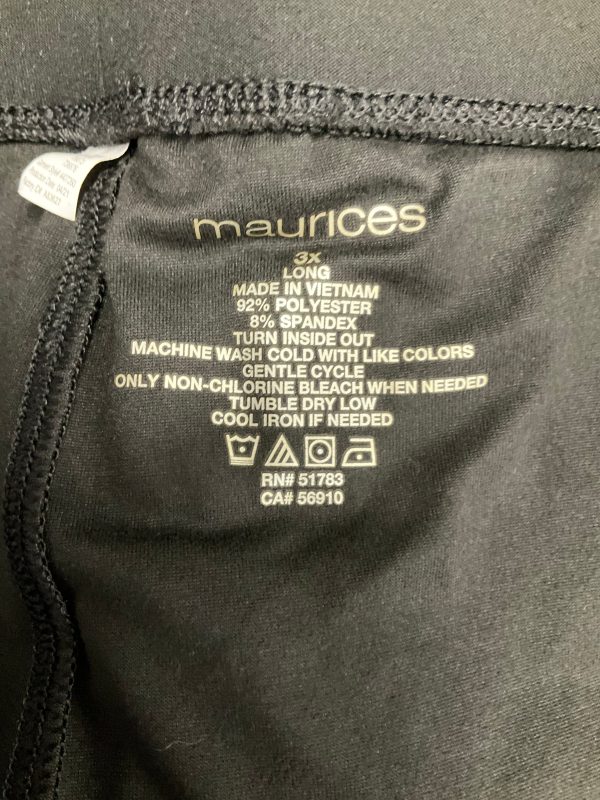 maurices
3X
LONG
MADE IN VIETNAM
92% POLYESTER
8% SPANDEX
TURN INSIDE OUT
MACHINE WASH COLD WITH LIKE COLORS
GENTLE CYCLE
ONLY NON-CHLORINE BLEACH WHEN NEEDED
TUMBLE DRY LOW
COOL IRON IF NEEDED
RN# 51783
CA# 56910